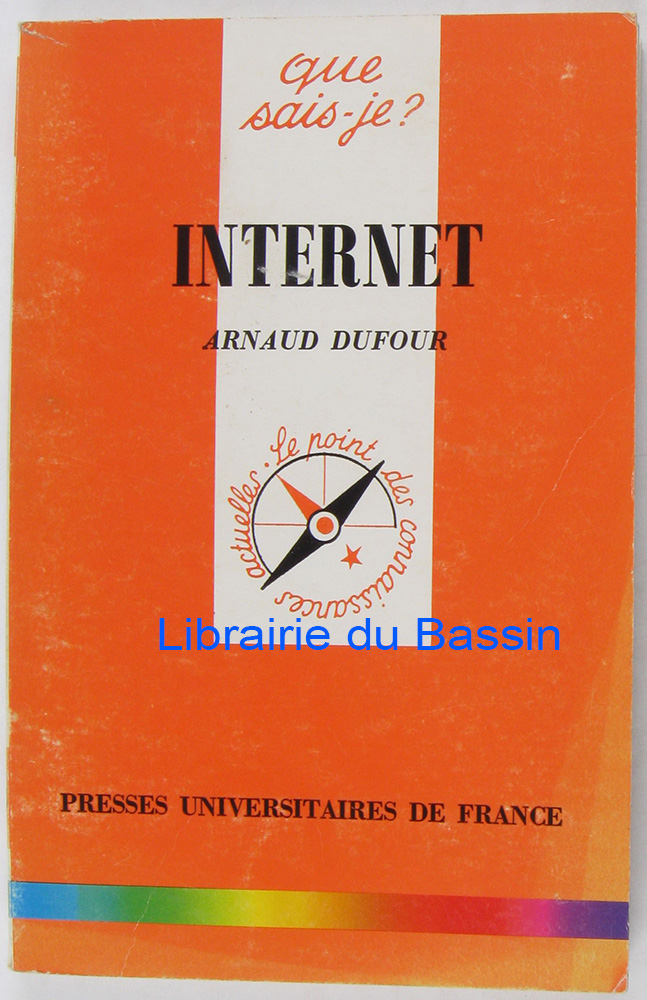 que
sais-je?
INTERNET
ARNAUD DUFOUR
Le point des connaissances actuelles.
Librairie du Bassin
PRESSES UNIVERSITAIRES DE FRANCE